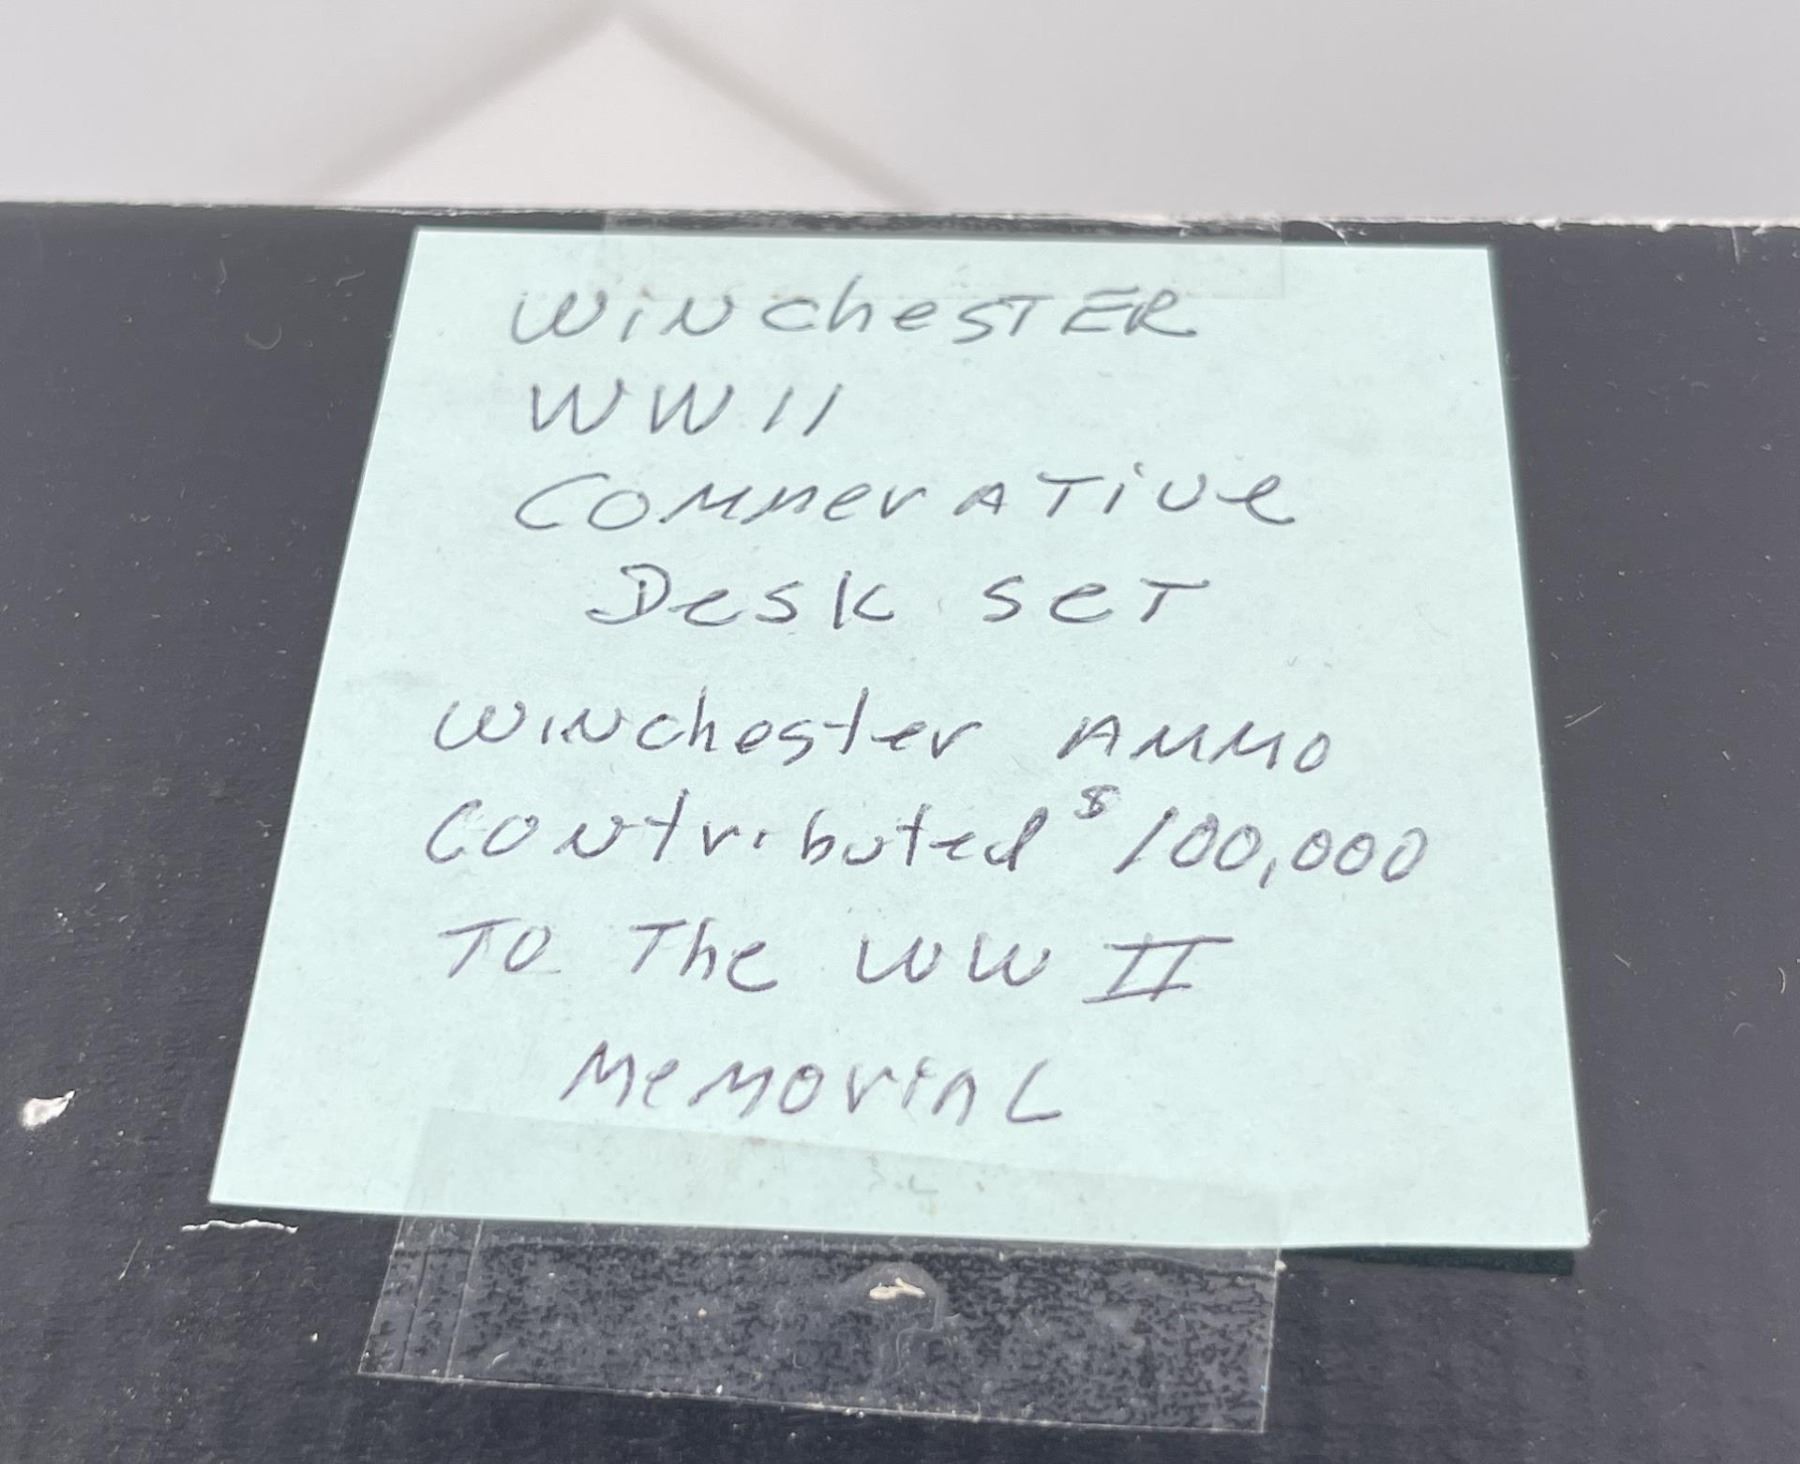 WiNchesTER
WWII
COMMerATive
Desk seT
WiNchester AMMO
CONtributed $100,000
TO The WW II
MeMOriAL